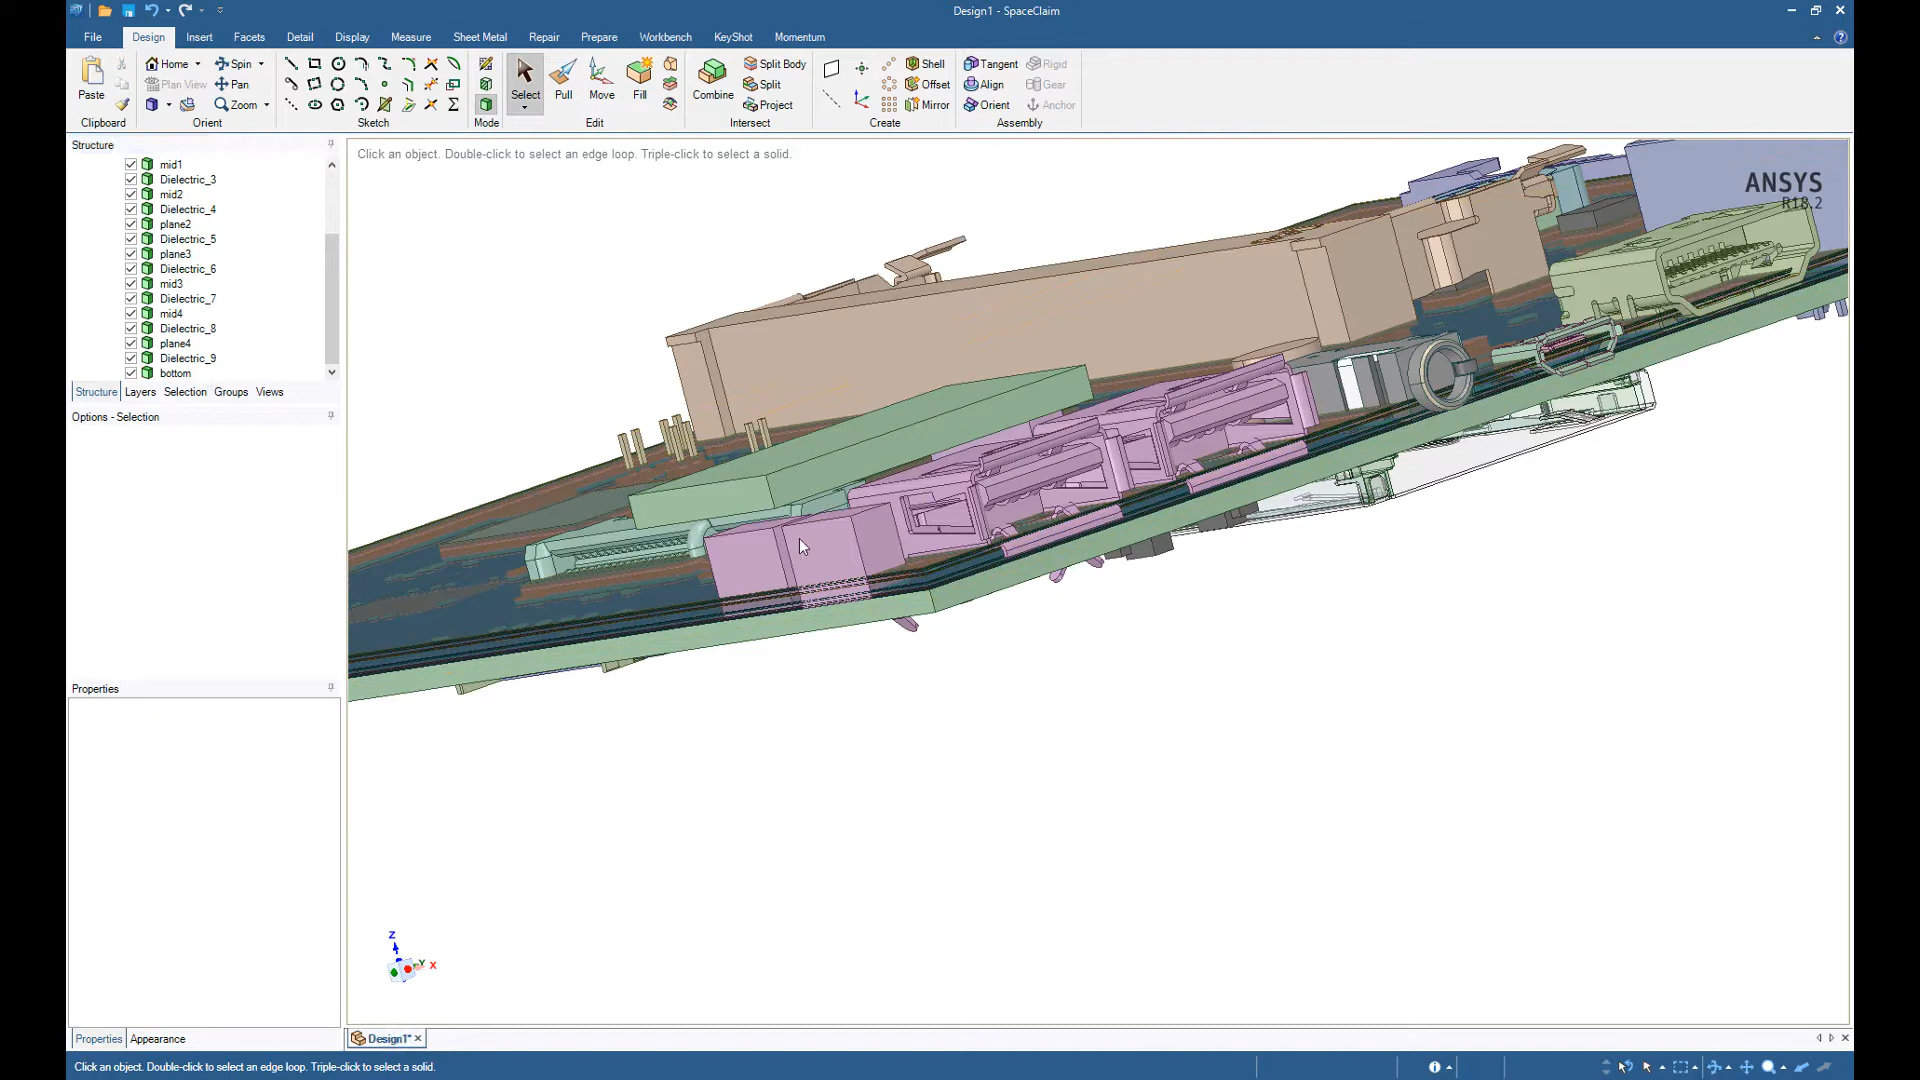 Design1 - SpaceClaim
File Design Insert Facets Detail Display Measure Sheet Metal Repair Prepare Workbench KeyShot Momentum
Home Spin Select Pull Move Fill Combine Split Body Shell Tangent Rigid
Paste Plan View Pan Split Offset Align Gear
Zoom Project Mirror Orient Anchor
Clipboard Orient Sketch Mode Edit Intersect Create Assembly
Structure
Click an object. Double-click to select an edge loop. Triple-click to select a solid.
mid1
Dielectric_3
mid2
Dielectric_4
plane2
Dielectric_5
plane3
Dielectric_6
mid3
Dielectric_7
mid4
Dielectric_8
plane4
Dielectric_9
bottom
ANSYS
R18.2
Structure Layers Selection Groups Views
Options - Selection
Properties
Z
Y X
Properties Appearance
Design1*
Click an object. Double-click to select an edge loop. Triple-click to select a solid.